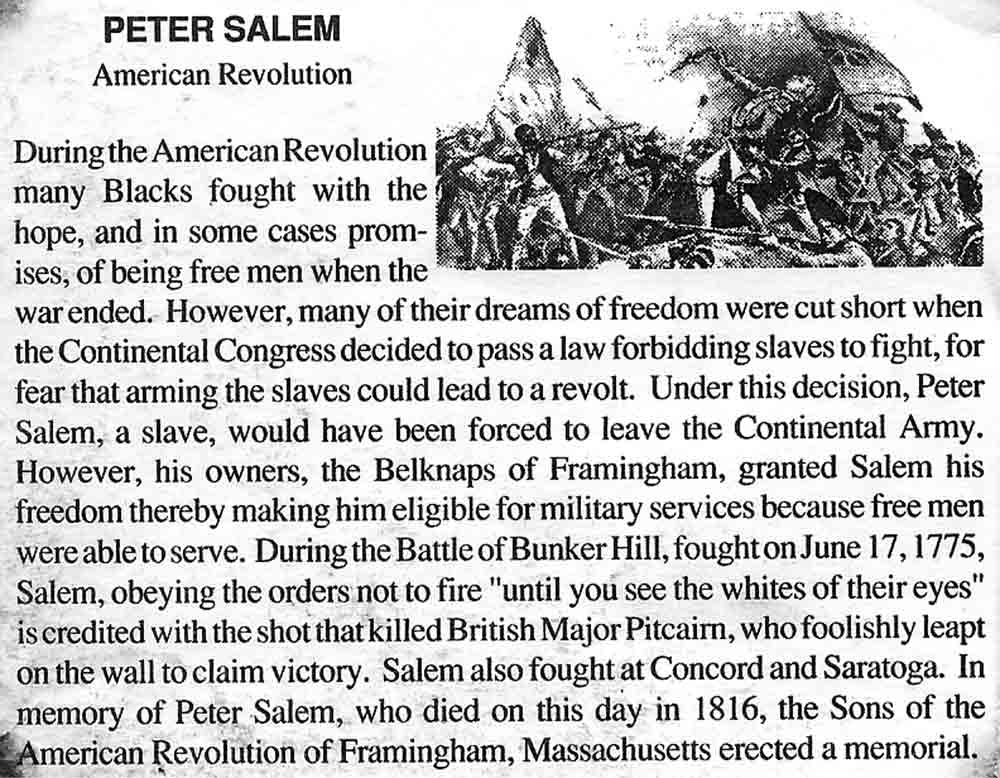 PETER SALEM
American Revolution
During the American Revolution
many Blacks fought with the
hope, and in some cases prom-
ises, of being free men when the
war ended. However, many of their dreams of freedom were cut short when
the Continental Congress decided to pass a law forbidding slaves to fight, for
fear that arming the slaves could lead to a revolt. Under this decision, Peter
Salem, a slave, would have been forced to leave the Continental Army.
However, his owners, the Belknaps of Framingham, granted Salem his
freedom thereby making him eligible for military services because free men
were able to serve. During the Battle of Bunker Hill, fought on June 17, 1775,
Salem, obeying the orders not to fire "until you see the whites of their eyes"
is credited with the shot that killed British Major Pitcairn, who foolishly leapt
on the wall to claim victory. Salem also fought at Concord and Saratoga. In
memory of Peter Salem, who died on this day in 1816, the Sons of the
American Revolution of Framingham, Massachusetts erected a memorial.